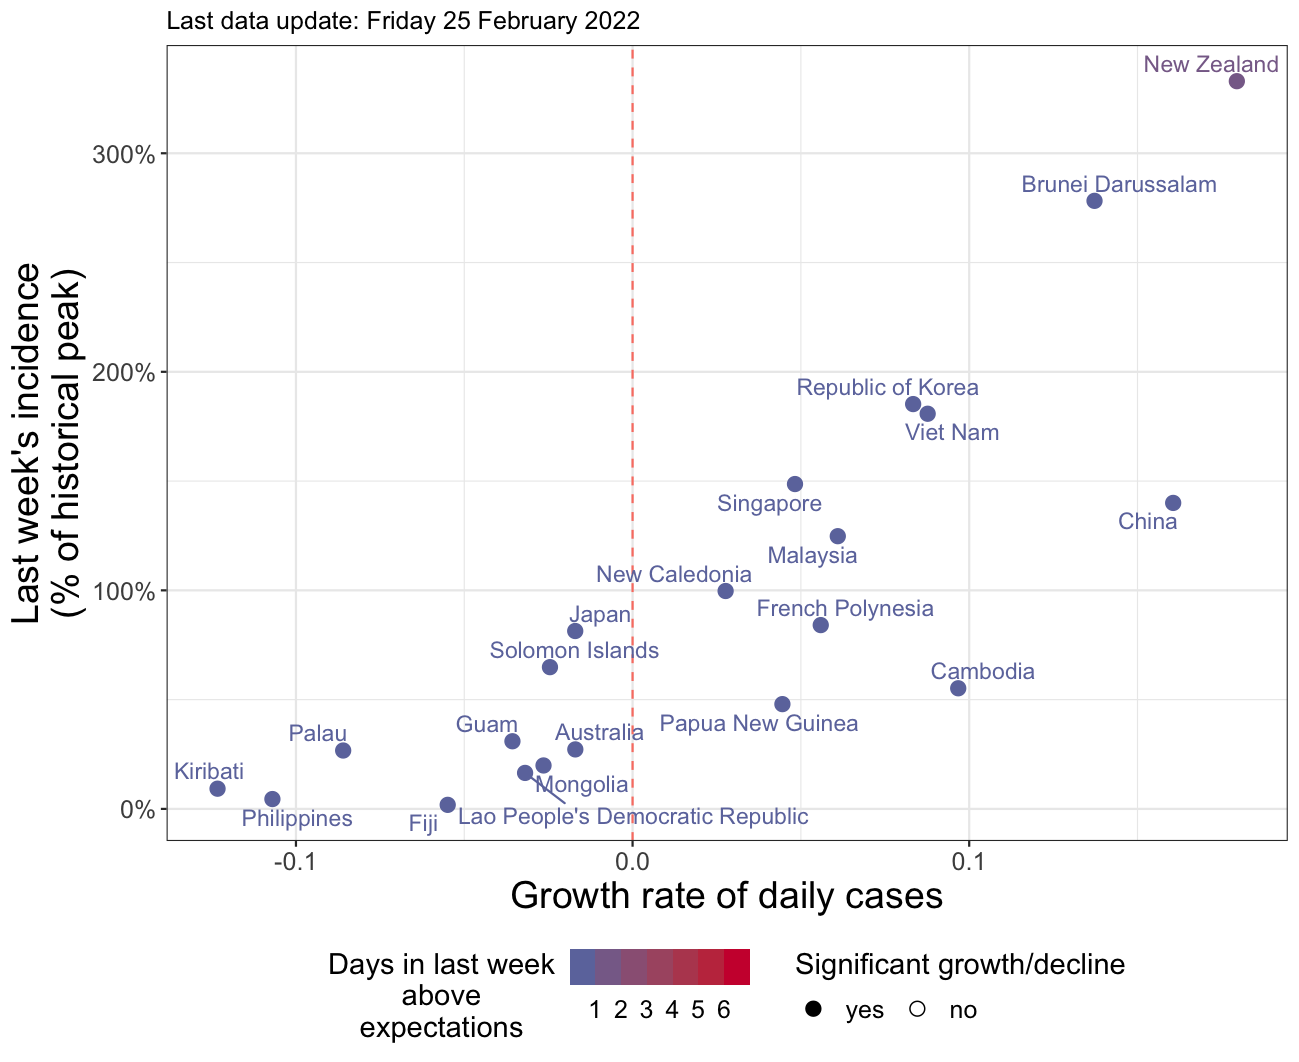 Last data update: Friday 25 February 2022
New Zealand
300%
Brunei Darussalam
200%
Republic of Korea
Viet Nam
Singapore
China
Malaysia
New Caledonia
100%
French Polynesia
Japan
Solomon Islands
Cambodia
Papua New Guinea
Guam
Australia
Palau
Kiribati
Mongolia
0%
Philippines
Fiji
Lao People's Democratic Republic
Last week's incidence
(% of historical peak)
-0.1 0.0 0.1
Growth rate of daily cases
Days in last week
above
expectations
1 2 3 4 5 6
Significant growth/decline
yes no